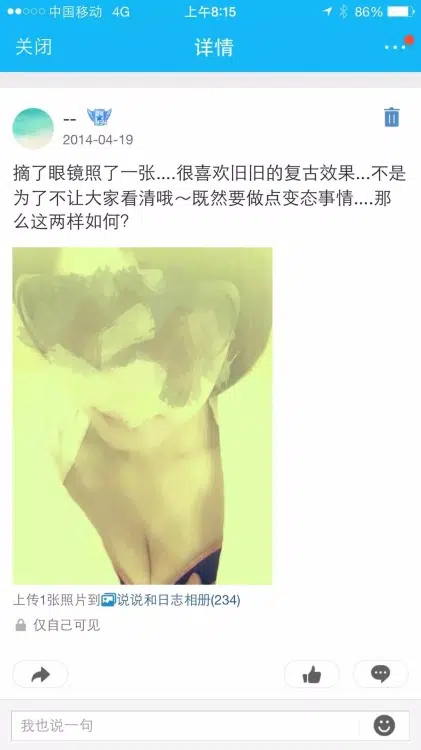 中国移动 4G 上午8:15 86%
关闭 详情
--
2014-04-19
摘了眼镜照了一张....很喜欢旧旧的复古效果...不是
为了不让大家看清哦～既然要做点变态事情....那
么这两样如何?
上传1张照片到说说和日志相册(234)
仅自己可见
我也说一句